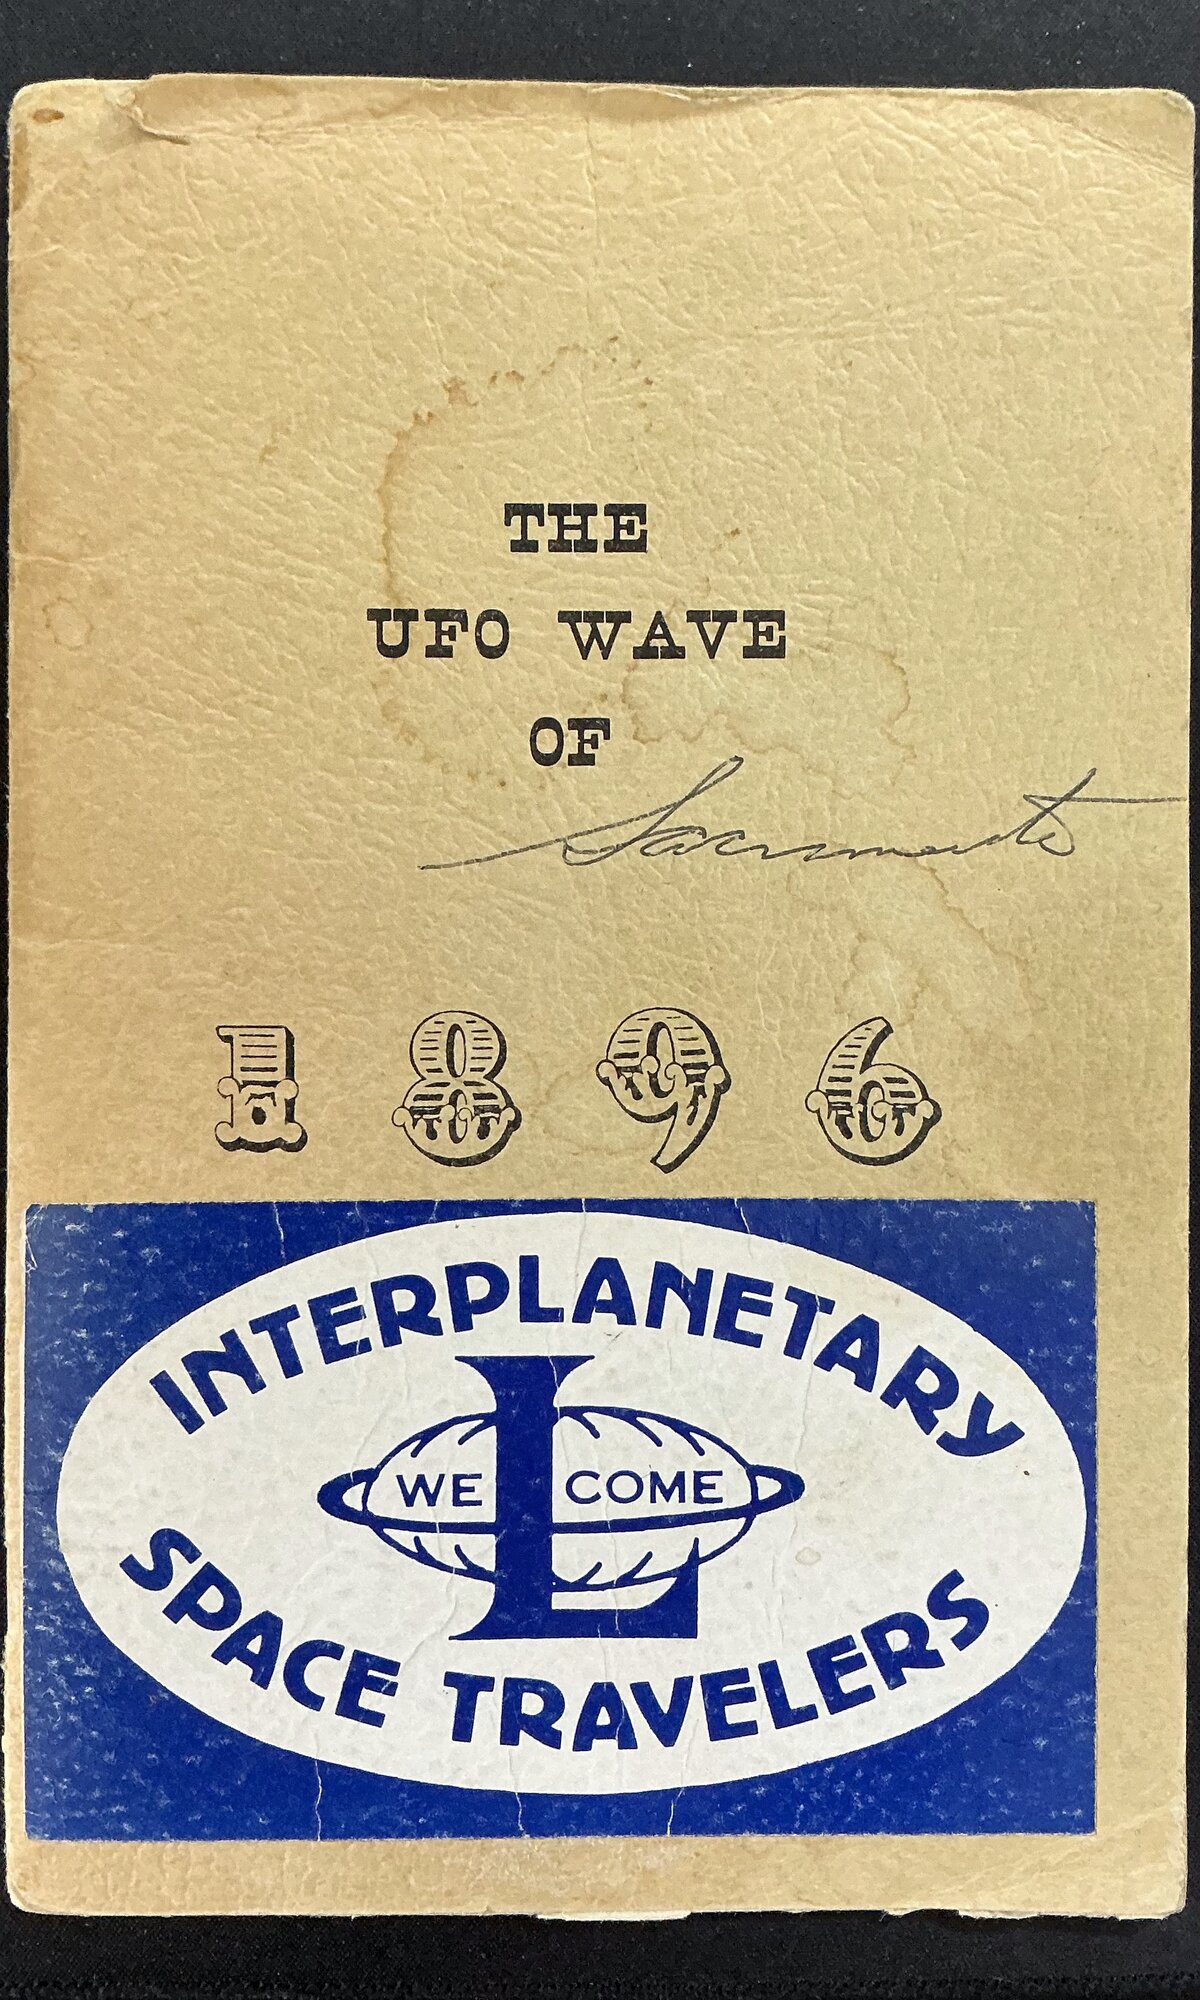 THE
UFO WAVE
OF
Sacramento
1896
INTERPLANETARY
WE L COME
SPACE TRAVELERS